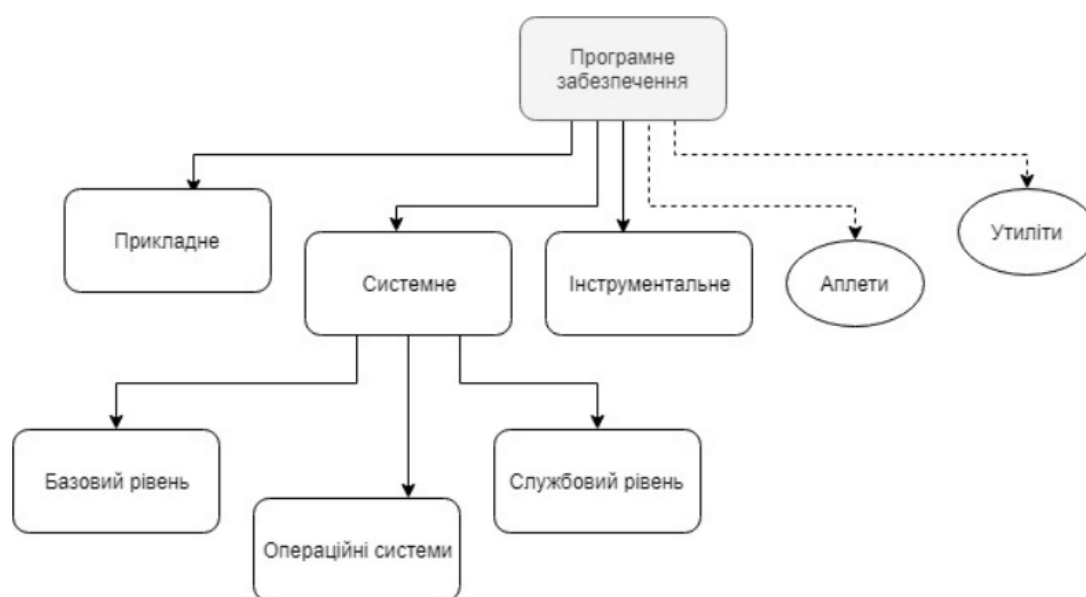 Програмне
забезпечення
Прикладне
Системне
Інструментальне
Аплети
Утиліти
Базовий рівень
Операційні системи
Службовий рівень